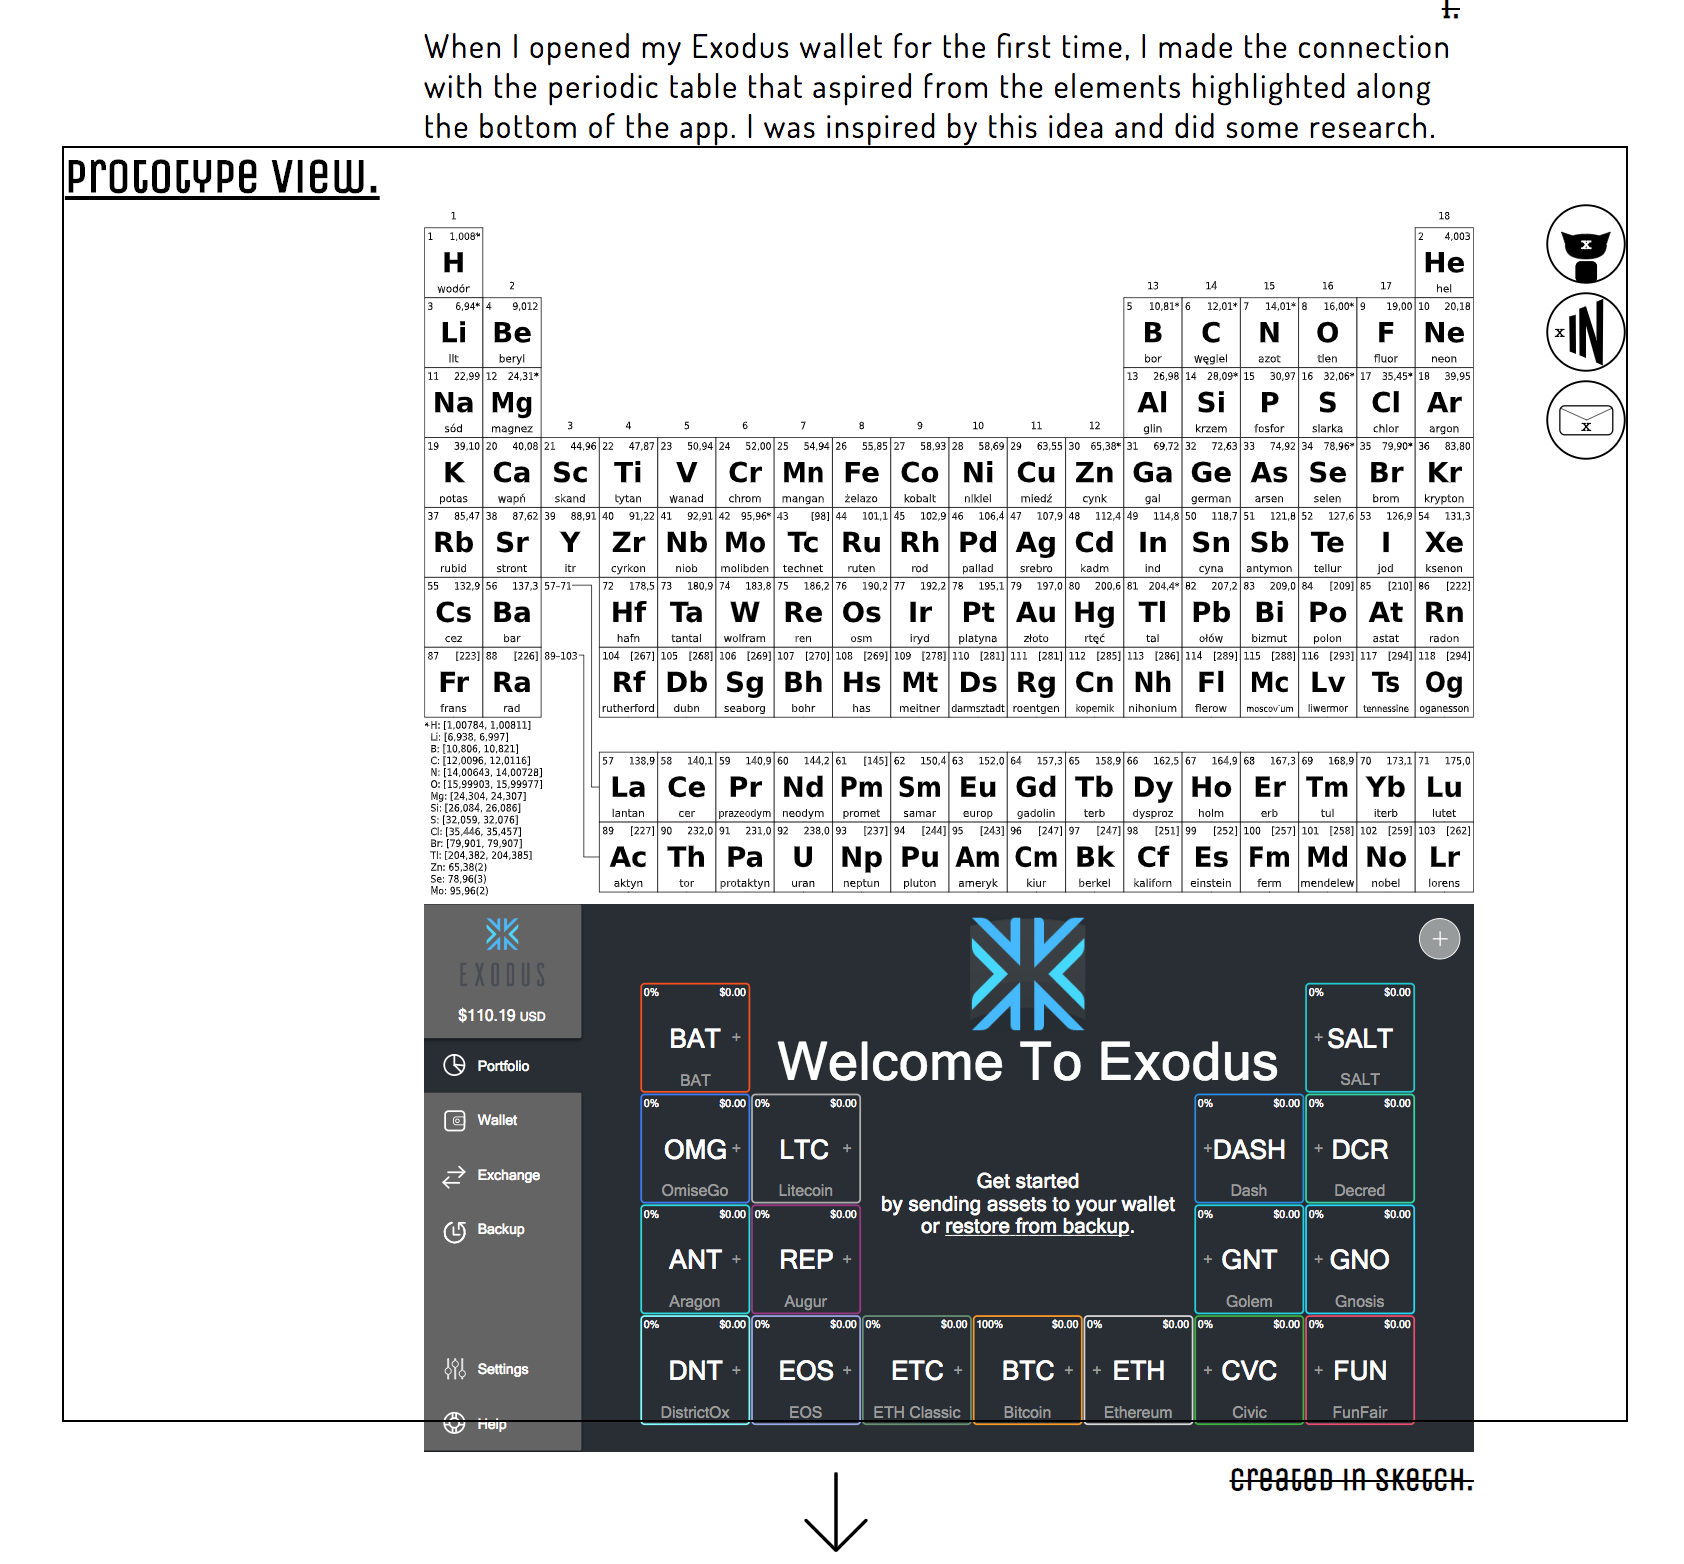 1.
When I opened my Exodus wallet for the first time, I made the connection
with the periodic table that aspired from the elements highlighted along
the bottom of the app. I was inspired by this idea and did some research.
Prototype View.
1 18
1 1,008* 2 4,003
H He
wodór 2 13 14 15 16 17 hel
3 6,94* 4 9,012 5 10,81* 6 12,01* 7 14,01* 8 16,00* 9 19,00 10 20,18
Li Be B C N O F Ne
lit beryl bor węgiel azot tlen fluor neon
11 22,99 12 24,31* 13 26,98 14 28,09* 15 30,97 16 32,06* 17 35,45* 18 39,95
Na Mg Al Si P S Cl Ar
sód magnez 3 4 5 6 7 8 9 10 11 12 glin krzem fosfor siarka chlor argon
19 39,10 20 40,08 21 44,96 22 47,87 23 50,94 24 52,00 25 54,94 26 55,85 27 58,93 28 58,69 29 63,55 30 65,38* 31 69,72 32 72,63 33 74,92 34 78,96* 35 79,90* 36 83,80
K Ca Sc Ti V Cr Mn Fe Co Ni Cu Zn Ga Ge As Se Br Kr
potas wapń skand tytan wanad chrom mangan żelazo kobalt nikiel miedź cynk gal german arsen selen brom krypton
37 85,47 38 87,62 39 88,91 40 91,22 41 92,91 42 95,96* 43 [98] 44 101,1 45 102,9 46 106,4 47 107,9 48 112,4 49 114,8 50 118,7 51 121,8 52 127,6 53 126,9 54 131,3
Rb Sr Y Zr Nb Mo Tc Ru Rh Pd Ag Cd In Sn Sb Te I Xe
rubid stront itr cyrkon niob molibden technet ruten rod pallad srebro kadm ind cyna antymon tellur jod ksenon
55 132,9 56 137,3 57-71 72 178,5 73 180,9 74 183,8 75 186,2 76 190,2 77 192,2 78 195,1 79 197,0 80 200,6 81 204,4* 82 207,2 83 209,0 84 [209] 85 [210] 86 [222]
Cs Ba Hf Ta W Re Os Ir Pt Au Hg Tl Pb Bi Po At Rn
cez bar hafn tantal wolfram ren osm iryd platyna złoto rtęć tal ołów bizmut polon astat radon
87 [223] 88 [226] 89-103 104 [267] 105 [268] 106 [269] 107 [270] 108 [269] 109 [278] 110 [281] 111 [281] 112 [285] 113 [286] 114 [289] 115 [288] 116 [293] 117 [294] 118 [294]
Fr Ra Rf Db Sg Bh Hs Mt Ds Rg Cn Nh Fl Mc Lv Ts Og
frans rad rutherford dubn seaborg bohr has meitner darmsztadt roentgen kopernik nihonium flerow moscovium liwermor tennessine oganesson
*H: [1,00784, 1,00811]
Li: [6,938, 6,997]
B: [10,806, 10,821]
C: [12,0096, 12,0116]
N: [14,00643, 14,00728]
O: [15,99903, 15,99977]
Mg: [24,304, 24,307]
Si: [26,084, 26,086]
S: [32,059, 32,076]
Cl: [35,446, 35,457]
Br: [79,901, 79,907]
Tl: [204,382, 204,385]
Zn: 65,38(2)
Se: 78,96(3)
Mo: 95,96(2)
57 138,9 58 140,1 59 140,9 60 144,2 61 [145] 62 150,4 63 152,0 64 157,3 65 158,9 66 162,5 67 164,9 68 167,3 69 168,9 70 173,1 71 175,0
La Ce Pr Nd Pm Sm Eu Gd Tb Dy Ho Er Tm Yb Lu
lantan cer prazeodym neodym promet samar europ gadolin terb dysproz holm erb tul iterb lutet
89 [227] 90 232,0 91 231,0 92 238,0 93 [237] 94 [244] 95 [243] 96 [247] 97 [247] 98 [251] 99 [252] 100 [257] 101 [258] 102 [259] 103 [262]
Ac Th Pa U Np Pu Am Cm Bk Cf Es Fm Md No Lr
aktyn tor protaktyn uran neptun pluton ameryk kiur berkel kaliforn einstein ferm mendelew nobel lorens
x
x IN
x
EXODUS
$110.19 USD
Portfolio
Wallet
Exchange
Backup
Settings
Help
+
Welcome To Exodus
Get started
by sending assets to your wallet
or restore from backup.
0% $0.00 0% $0.00
BAT + + SALT
BAT SALT
0% $0.00 0% $0.00 0% $0.00 0% $0.00
OMG + LTC + +DASH + DCR
OmiseGo Litecoin Dash Decred
0% $0.00 0% $0.00 0% $0.00 0% $0.00
ANT + REP + + GNT + GNO
Aragon Augur Golem Gnosis
0% $0.00 0% $0.00 0% $0.00 100% $0.00 0% $0.00 0% $0.00 0% $0.00
DNT + EOS + ETC + BTC + + ETH + CVC + FUN
DistrictOx EOS ETH Classic Bitcoin Ethereum Civic FunFair
Created in Sketch.